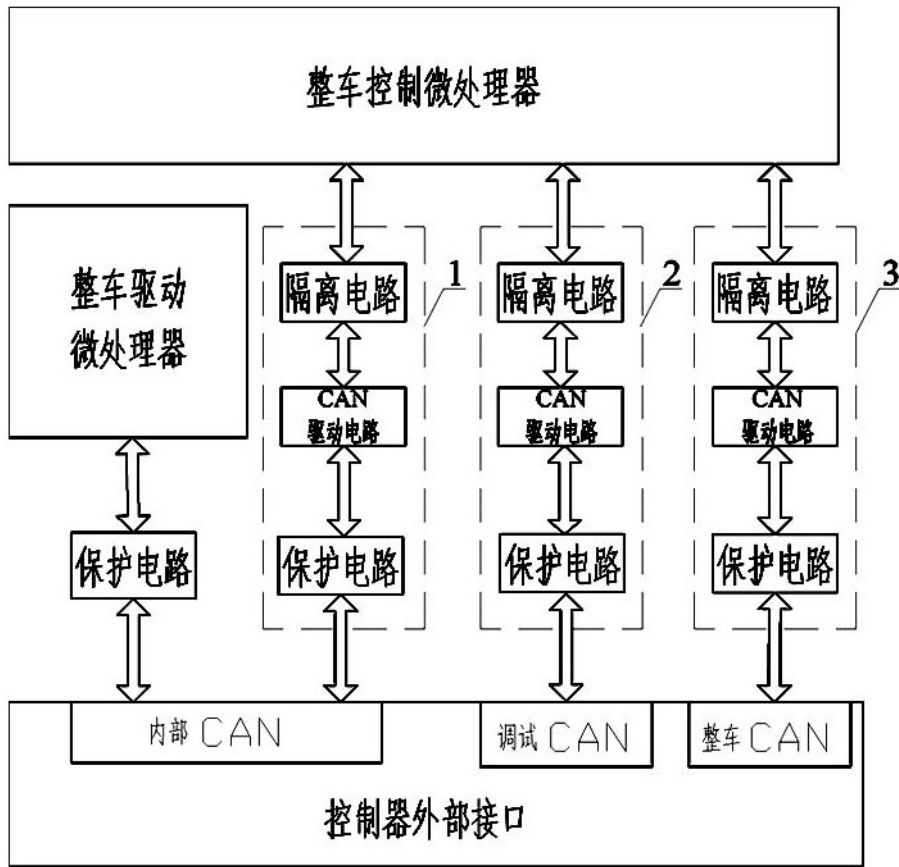 整车控制微处理器
整车驱动
微处理器
隔离电路
1
隔离电路
2
隔离电路
3
CAN
驱动电路
CAN
驱动电路
CAN
驱动电路
保护电路
保护电路
保护电路
保护电路
内部 CAN
调试 CAN
整车 CAN
控制器外部接口